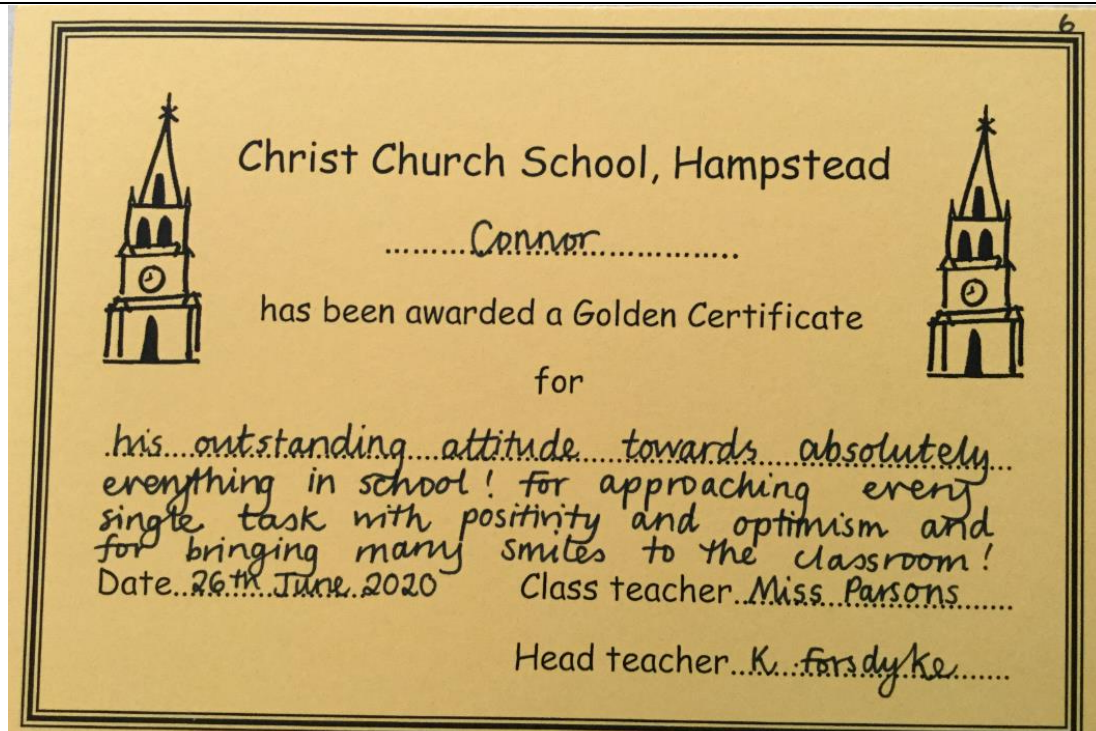 6
Christ Church School, Hampstead
Connor
has been awarded a Golden Certificate
for
his outstanding attitude towards absolutely
everything in school! for approaching every
single task with positivity and optimism and
for bringing many smiles to the classroom!
Date 26th June 2020 Class teacher Miss Parsons
Head teacher K. forsdyke